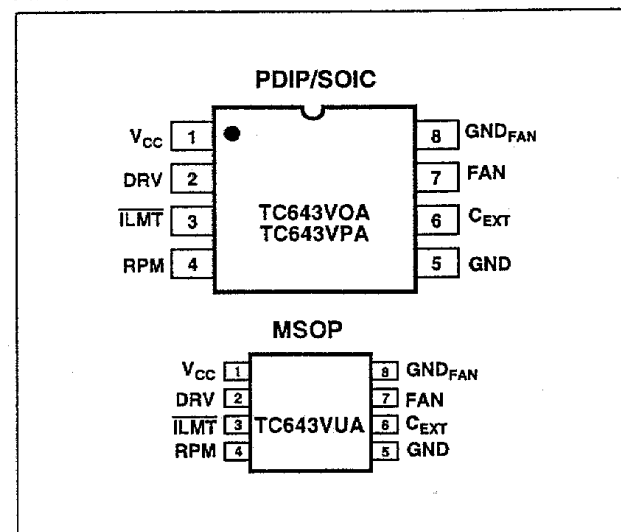 PDIP/SOIC
VCC 1 8 GNDFAN
DRV 2 7 FAN
ILMT 3 6 CEXT
RPM 4 5 GND
TC643VOA
TC643VPA
MSOP
VCC 1 8 GNDFAN
DRV 2 7 FAN
ILMT 3 TC643VUA 6 CEXT
RPM 4 5 GND